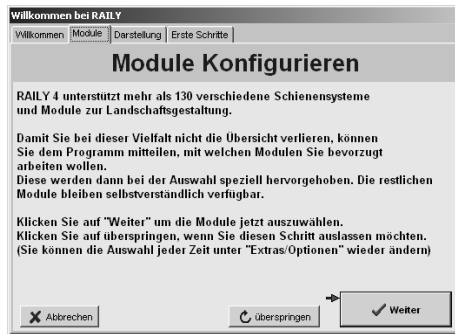 Willkommen bei RAILY
Willkommen Module Darstellung Erste Schritte
Module Konfigurieren
RAILY 4 unterstützt mehr als 130 verschiedene Schienensysteme
und Module zur Landschaftsgestaltung.
Damit Sie bei dieser Vielfalt nicht die Übersicht verlieren, können
Sie dem Programm mitteilen, mit welchen Modulen Sie bevorzugt
arbeiten wollen.
Diese werden dann bei der Auswahl speziell hervorgehoben. Die restlichen
Module bleiben selbstverständlich verfügbar.
Klicken Sie auf "Weiter" um die Module jetzt auszuwählen.
Klicken Sie auf überspringen, wenn Sie diesen Schritt auslassen möchten.
(Sie können die Auswahl jeder Zeit unter "Extras/Optionen" wieder ändern)
Abbrechen überspringen Weiter